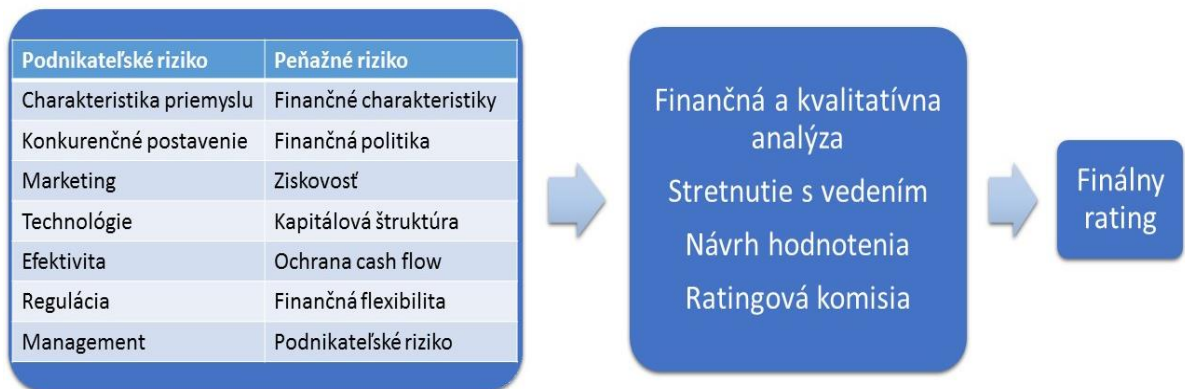 Podnikateľské riziko Peňažné riziko
Charakteristika priemyslu Finančné charakteristiky
Konkurenčné postavenie Finančná politika
Marketing Ziskovosť
Technológie Kapitálová štruktúra
Efektivita Ochrana cash flow
Regulácia Finančná flexibilita
Management Podnikateľské riziko
Finančná a kvalitatívna
analýza
Stretnutie s vedením
Návrh hodnotenia
Ratingová komisia
Finálny
rating